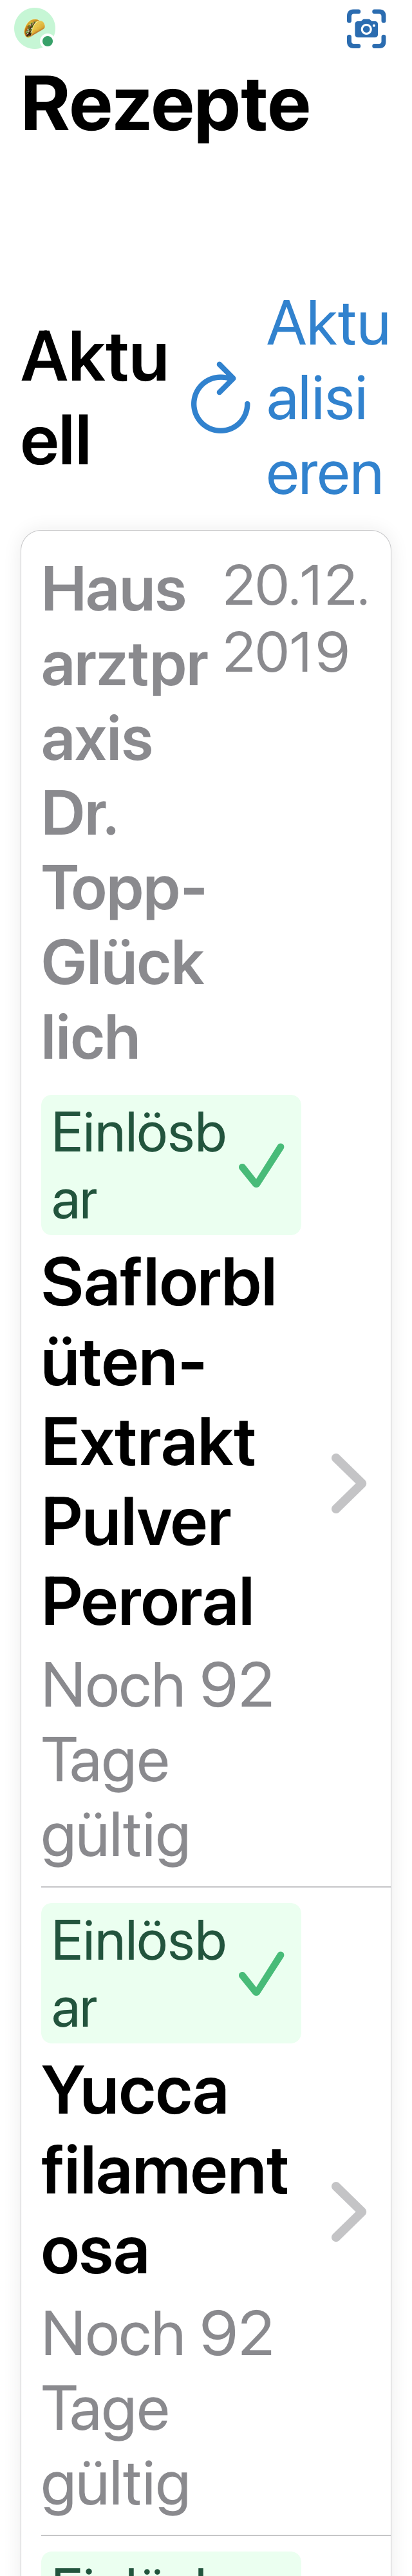 Rezepte
Aktu
ell
Aktu
alisi
eren
Haus
arztpr
axis
Dr.
Topp-
Glück
lich
20.12.
2019
Einlösb
ar
Saflorbl
üten-
Extrakt
Pulver
Peroral
Noch 92
Tage
gültig
Einlösb
ar
Yucca
filament
osa
Noch 92
Tage
gültig